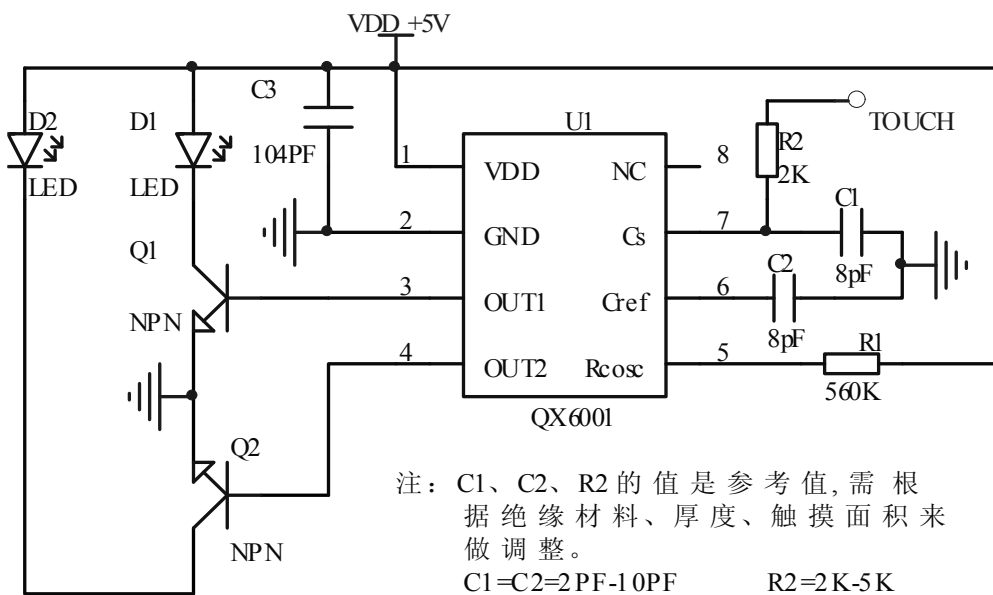 VDD +5V
C3
104PF
D2
LED
D1
LED
Q1
NPN
Q2
NPN
U1
1
VDD
NC
8
2
GND
Cs
7
3
OUT1
Cref
6
4
OUT2
Rcosc
5
QX6001
TOUCH
R2
2K
C1
8pF
C2
8pF
R1
560K
注：C1、C2、R2的值是参考值,需根
据绝缘材料、厚度、触摸面积来
做调整。
C1=C2=2PF-10PF R2=2K-5K